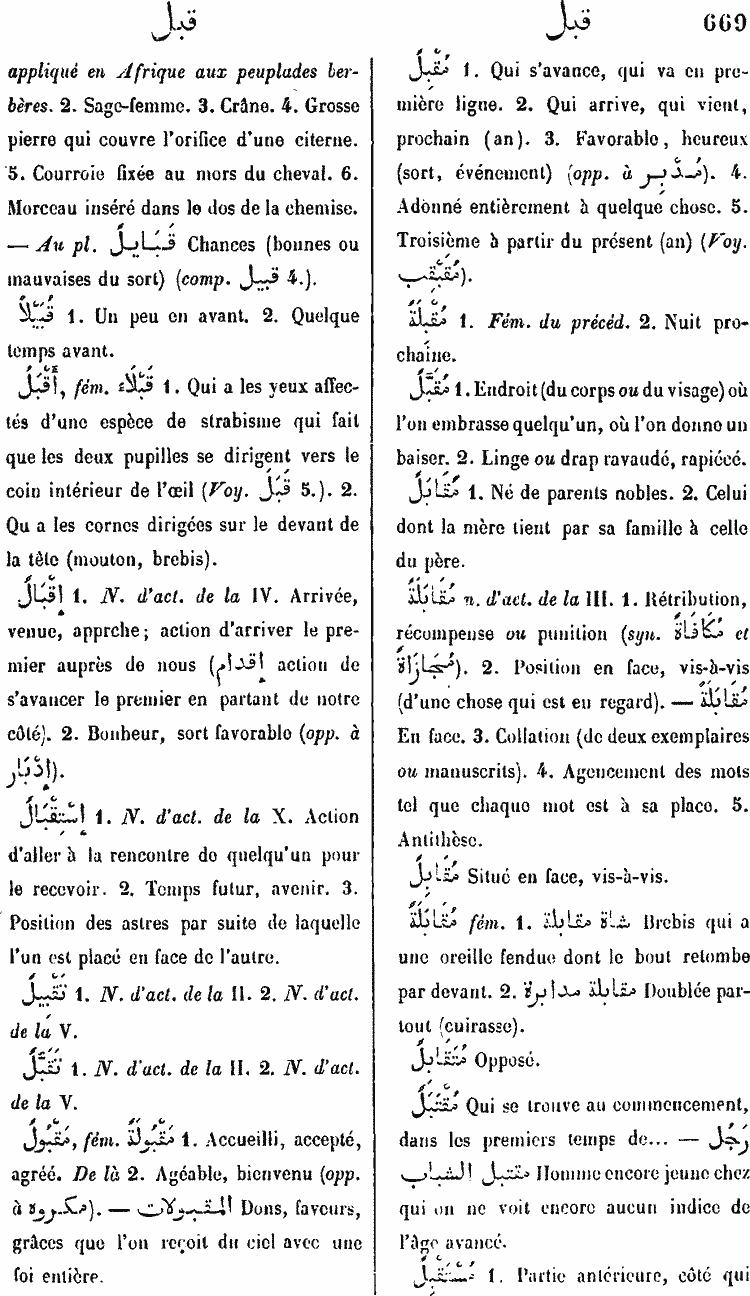 قبل
قبل 669
appliqué en Afrique aux peuplades ber-
bères. 2. Sage-femme. 3. Crâne. 4. Grosse
pierre qui couvre l'orifice d'une citerne.
5. Courroie fixée au mors du cheval. 6.
Morceau inséré dans le dos de la chemise.
— Au pl. قَبَايِلُ Chances (bonnes ou
mauvaises du sort) (comp. قبيل 4.).
قُبَيْلًا 1. Un peu en avant. 2. Quelque
temps avant.
أَقْبَلُ, fém. قَبْلَاءُ 1. Qui a les yeux affec-
tés d'une espèce de strabisme qui fait
que les deux pupilles se dirigent vers le
coin intérieur de l'œil (Voy. قَبَلَ 5.). 2.
Qu a les cornes dirigées sur le devant de
la tête (mouton, brebis).
إِقْبَالٌ 1. N. d'act. de la IV. Arrivée,
venue, apprche; action d'arriver le pre-
mier auprès de nous (إقدام action de
s'avancer le premier en partant de notre
côté). 2. Bonheur, sort favorable (opp. à
إِدْبَار).
إِسْتِقْبَالٌ 1. N. d'act. de la X. Action
d'aller à la rencontre de quelqu'un pour
le recevoir. 2. Temps futur, avenir. 3.
Position des astres par suite de laquelle
l'un est placé en face de l'autre.
تَقْبِيلٌ 1. N. d'act. de la II. 2. N. d'act.
de la V.
تَقَبُّلٌ 1. N. d'act. de la II. 2. N. d'act.
de la V.
مَقْبُولٌ, fém. مَقْبُولَةٌ 1. Accueilli, accepté,
agréé. De là 2. Agéable, bienvenu (opp.
à مكروه). — المقبولات Dons, faveurs,
grâces que l'on reçoit du ciel avec une
foi entière.
مُقْبِلٌ 1. Qui s'avance, qui va en pre-
mière ligne. 2. Qui arrive, qui vient,
prochain (an). 3. Favorable, heureux
(sort, événement) (opp. à مُدْبِر). 4.
Adonné entièrement à quelque chose. 5.
Troisième à partir du présent (an) (Voy.
مُقَبْقِب).
مُقْبِلَةٌ 1. Fém. du précéd. 2. Nuit pro-
chaine.
مُقَبَّلٌ 1. Endroit (du corps ou du visage) où
l'on embrasse quelqu'un, où l'on donne un
baiser. 2. Linge ou drap ravaudé, rapiécé.
مُقَابَلٌ 1. Né de parents nobles. 2. Celui
dont la mère tient par sa famille à celle
du père.
مُقَابَلَةٌ n. d'act. de la III. 1. Rétribution,
récompense ou punition (syn. مُكَافَاةٌ et
مُجَازَاةٌ). 2. Position en face, vis-à-vis
(d'une chose qui est en regard). — مُقَابَلَةً
En face. 3. Collation (de deux exemplaires
ou manuscrits). 4. Agencement des mots
tel que chaque mot est à sa place. 5.
Antithèse.
مُقَابِلٌ Situé en face, vis-à-vis.
مُقَابَلَةٌ fém. 1. شاة مقابلة Brebis qui a
une oreille fendue dont le bout retombe
par devant. 2. مقابلة مدابرة Doublée par-
tout (cuirasse).
مُتَقَابِلٌ Opposé.
مُقْتَبَلٌ Qui se trouve au commencement,
dans les premiers temps de... — رَجُلٌ
مقتبل الشباب Homme encore jeune chez
qui on ne voit encore aucun indice de
l'âge avancé.
مُسْتَقْبِلٌ 1. Partie antérieure, côté qui